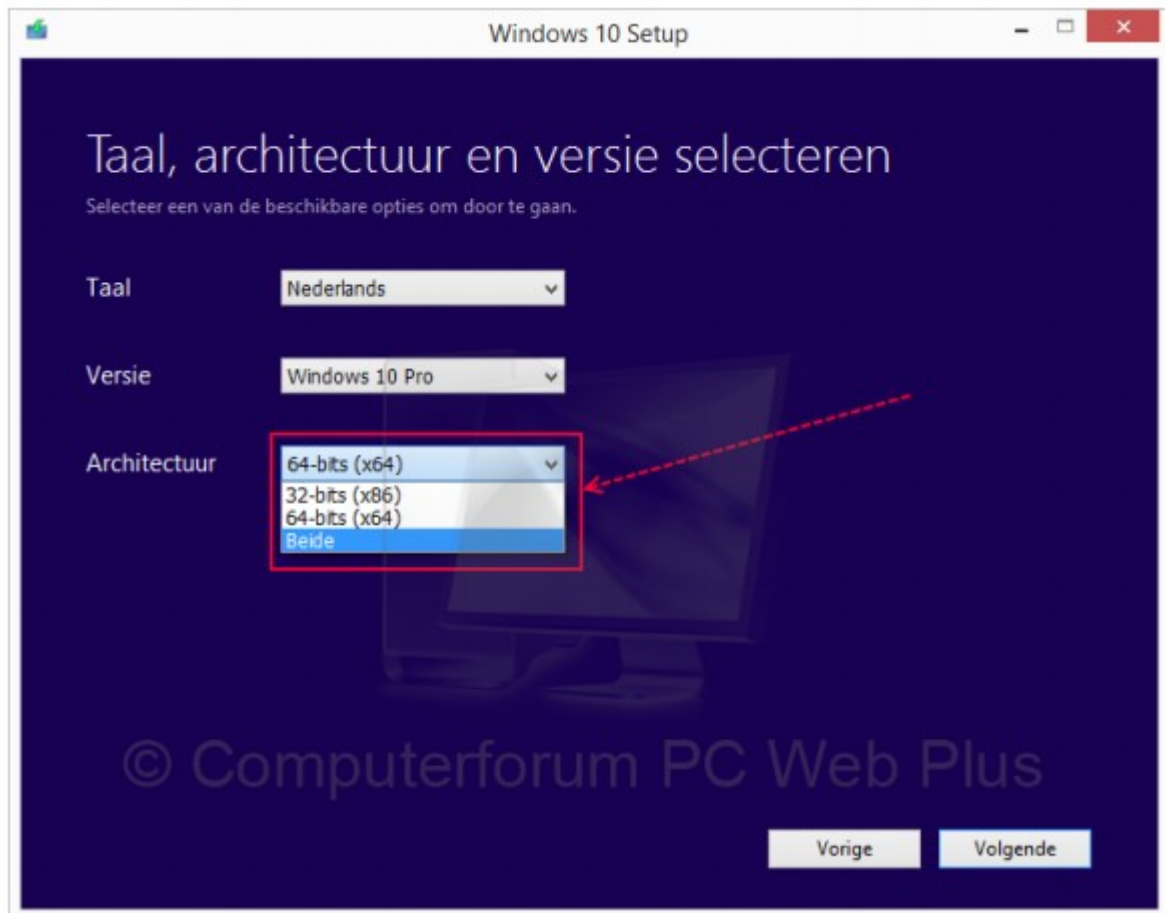 Windows 10 Setup
Taal, architectuur en versie selecteren
Selecteer een van de beschikbare opties om door te gaan.
Taal Nederlands
Versie Windows 10 Pro
Architectuur 64-bits (x64)
32-bits (x86)
64-bits (x64)
Beide
© Computerforum PC Web Plus
Vorige Volgende